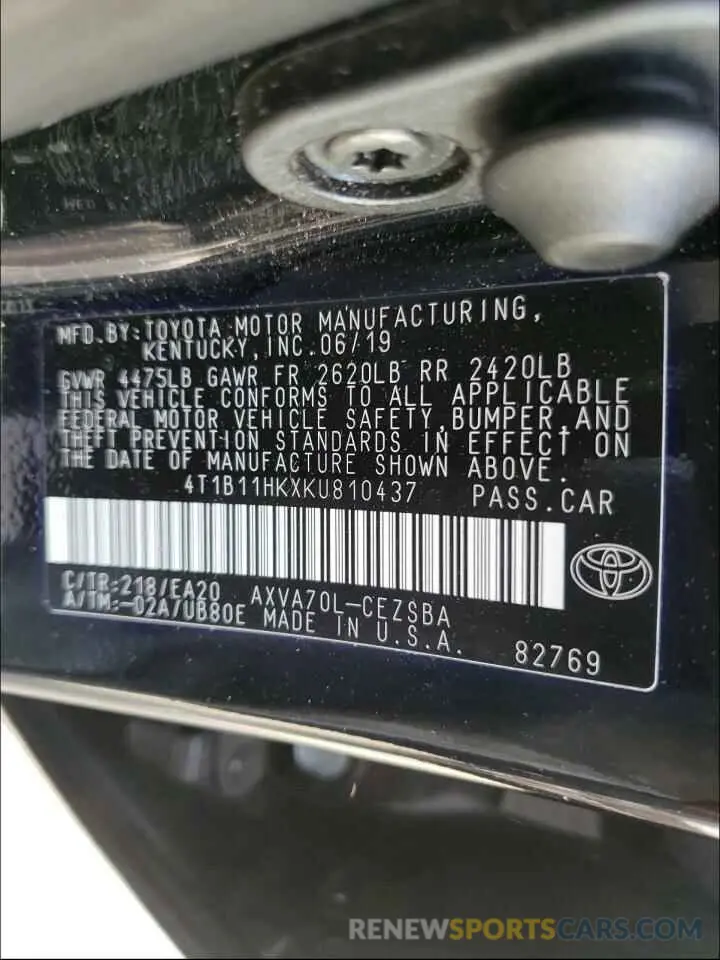 MFD.BY:TOYOTA MOTOR MANUFACTURING,
KENTUCKY,INC.06/19
GVWR 4475LB GAWR FR 2620LB RR 2420LB
THIS VEHICLE CONFORMS TO ALL APPLICABLE
FEDERAL MOTOR VEHICLE SAFETY,BUMPER,AND
THEFT PREVENTION STANDARDS IN EFFECT ON
THE DATE OF MANUFACTURE SHOWN ABOVE.
4T1B11HKXKU810437 PASS.CAR
C/TR:218/EA20 AXVA70L-CEZSBA
A/TM:-02A/UB80E MADE IN U.S.A.
82769
RENEWSPORTSCARS.COM